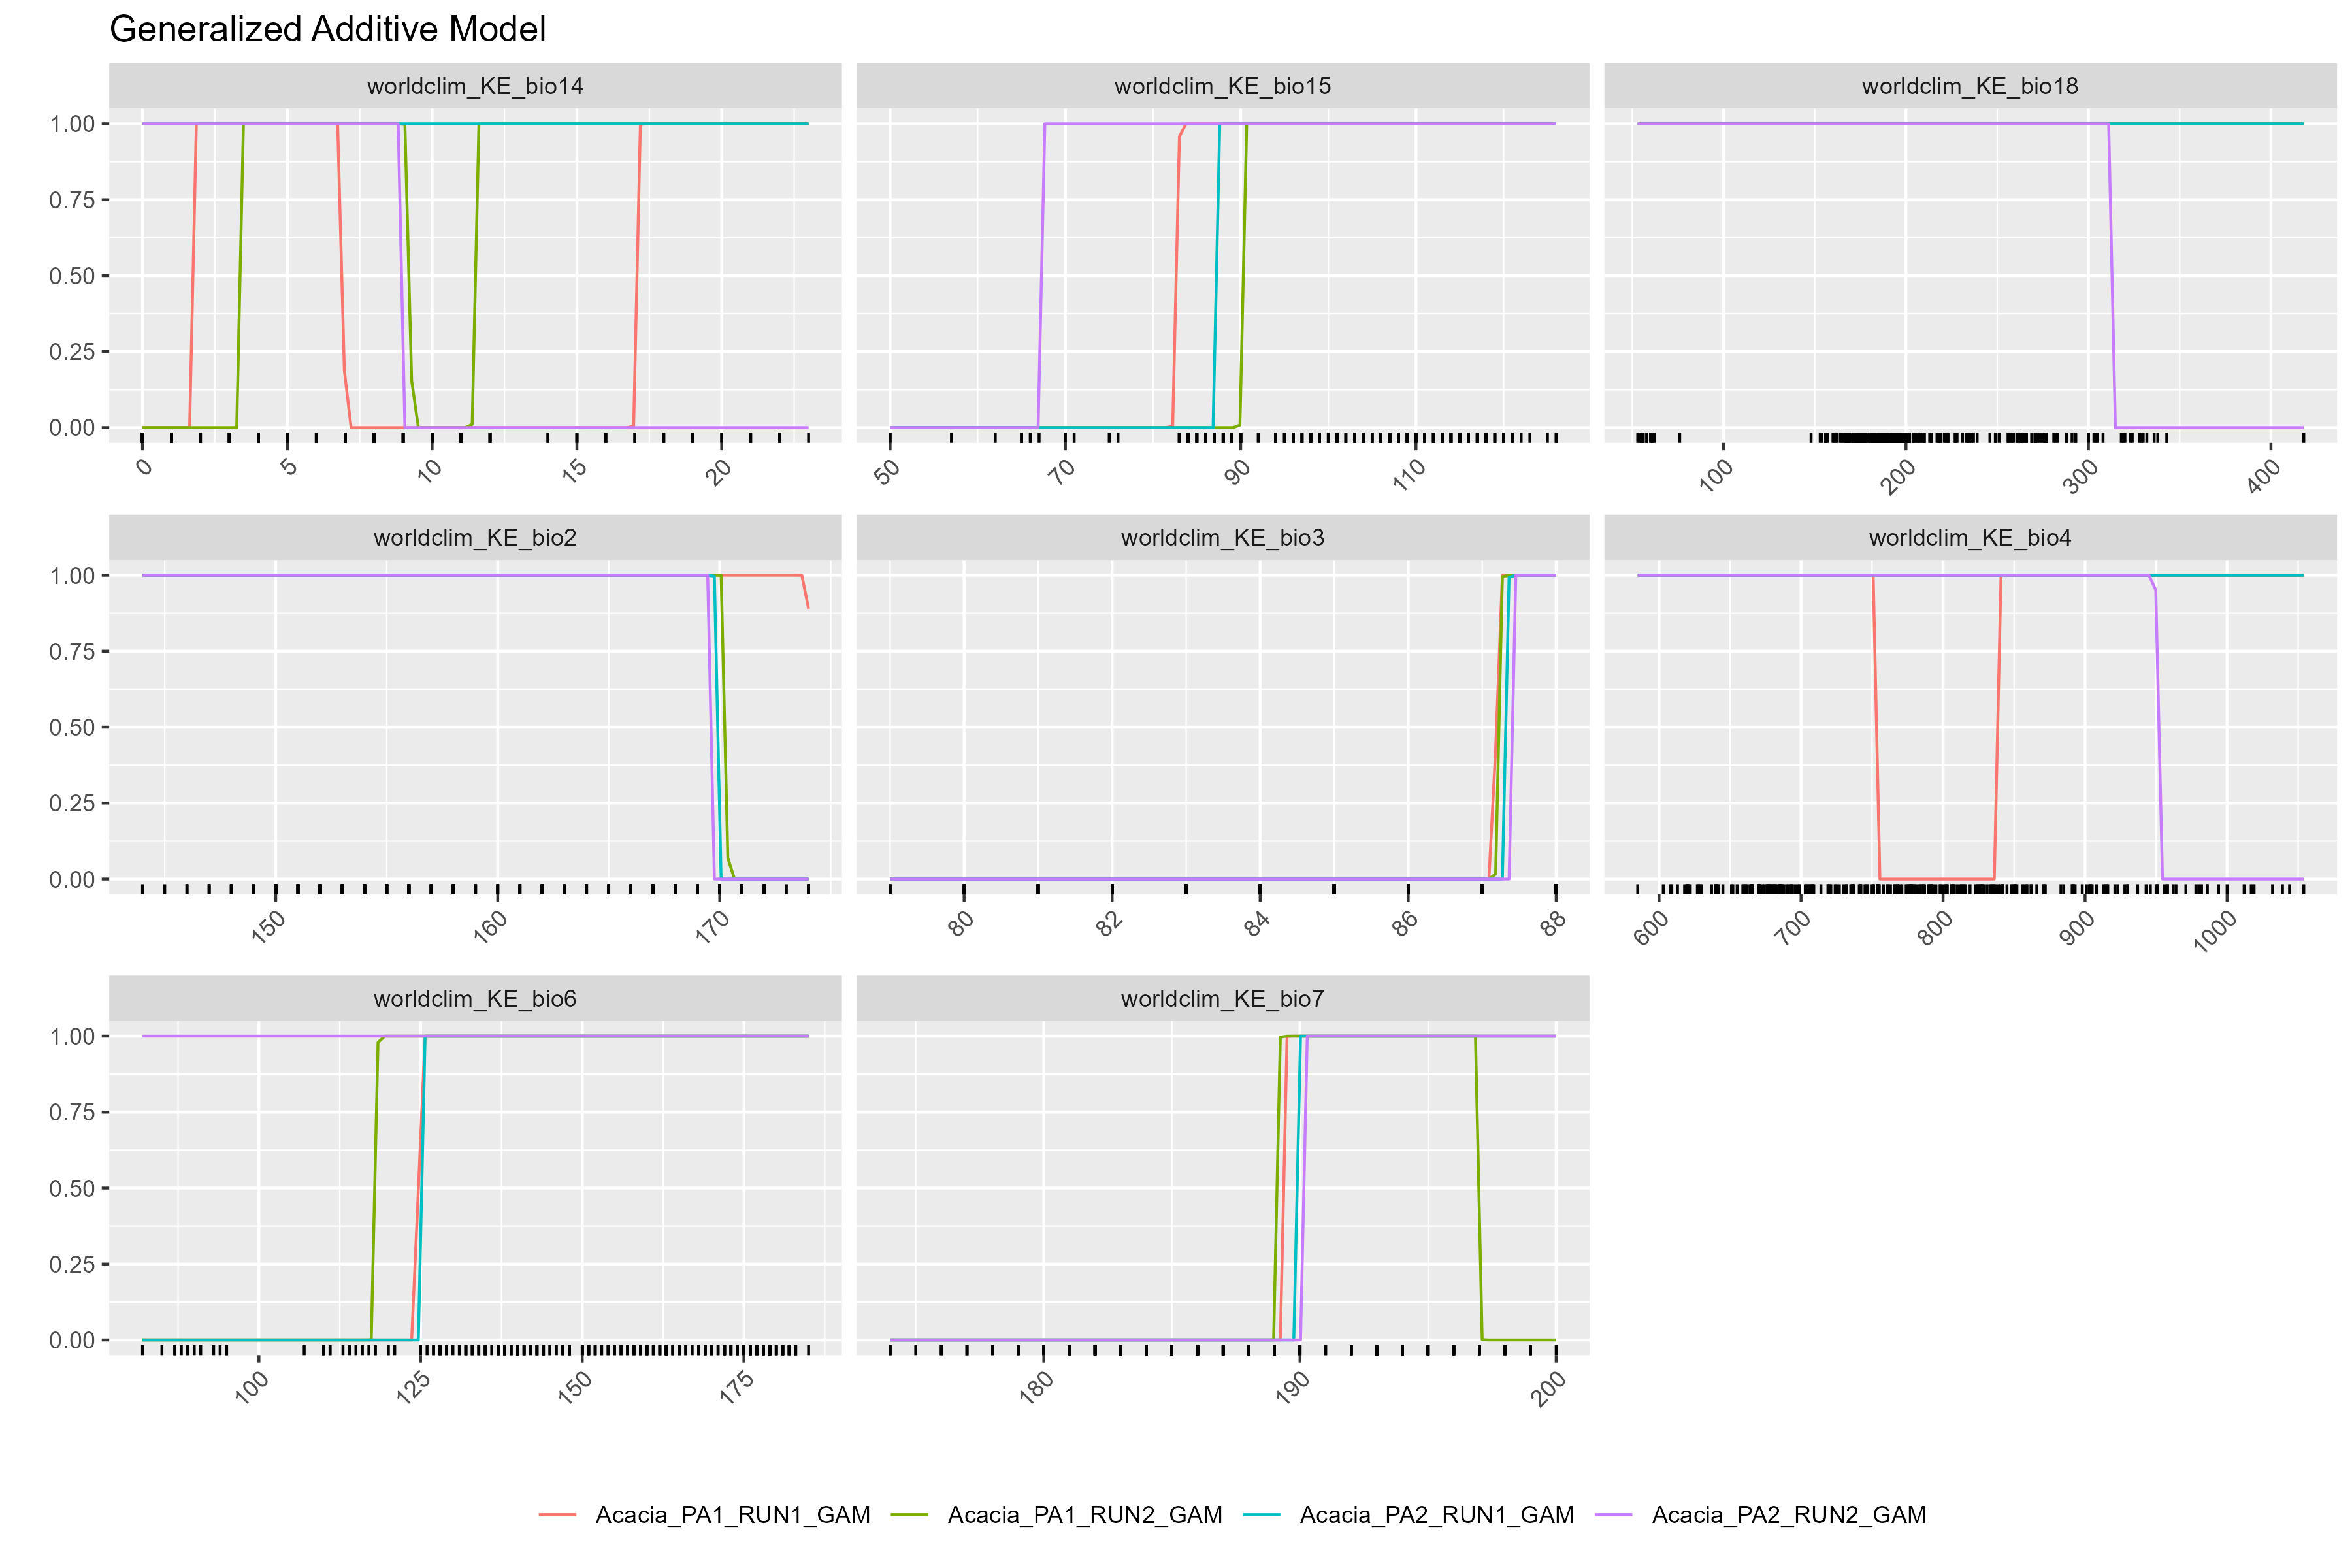 Generalized Additive Model
worldclim_KE_bio14 worldclim_KE_bio15 worldclim_KE_bio18
1.00
0.75
0.50
0.25
0.00
0 5 10 15 20 50 70 90 110 100 200 300 400
worldclim_KE_bio2 worldclim_KE_bio3 worldclim_KE_bio4
1.00
0.75
0.50
0.25
0.00
150 160 170 80 82 84 86 88 600 700 800 900 1000
worldclim_KE_bio6 worldclim_KE_bio7
1.00
0.75
0.50
0.25
0.00
100 125 150 175 180 190 200
Acacia_PA1_RUN1_GAM Acacia_PA1_RUN2_GAM Acacia_PA2_RUN1_GAM Acacia_PA2_RUN2_GAM